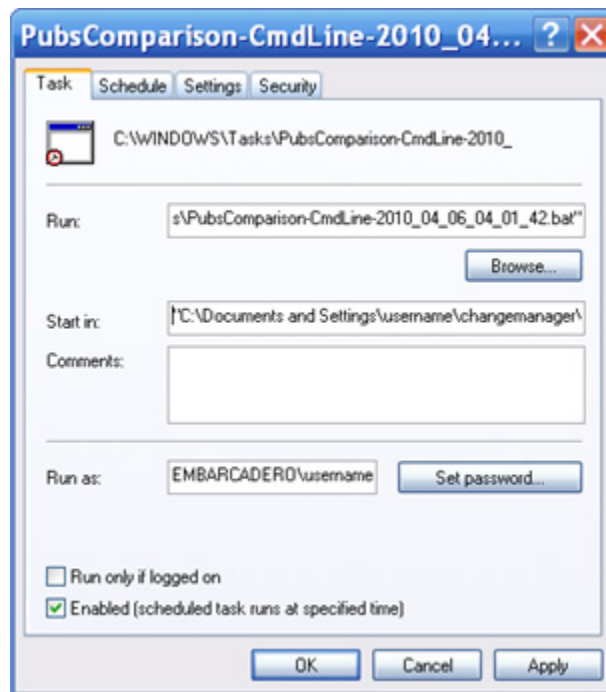 PubsComparison-CmdLine-2010_04...
Task Schedule Settings Security
C:\WINDOWS\Tasks\PubsComparison-CmdLine-2010_
Run: s\PubsComparison-CmdLine-2010_04_06_04_01_42.bat"
Browse...
Start in: "C:\Documents and Settings\username\changemanager\
Comments:
Run as: EMBARCADERO\username Set password...
Run only if logged on
Enabled (scheduled task runs at specified time)
OK Cancel Apply